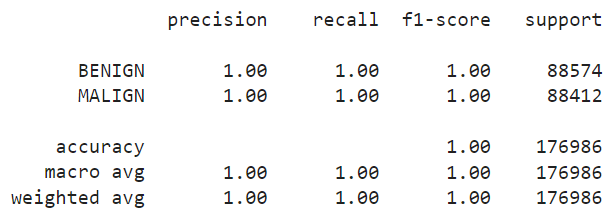 precision recall f1-score support
BENIGN 1.00 1.00 1.00 88574
MALIGN 1.00 1.00 1.00 88412
accuracy 1.00 176986
macro avg 1.00 1.00 1.00 176986
weighted avg 1.00 1.00 1.00 176986